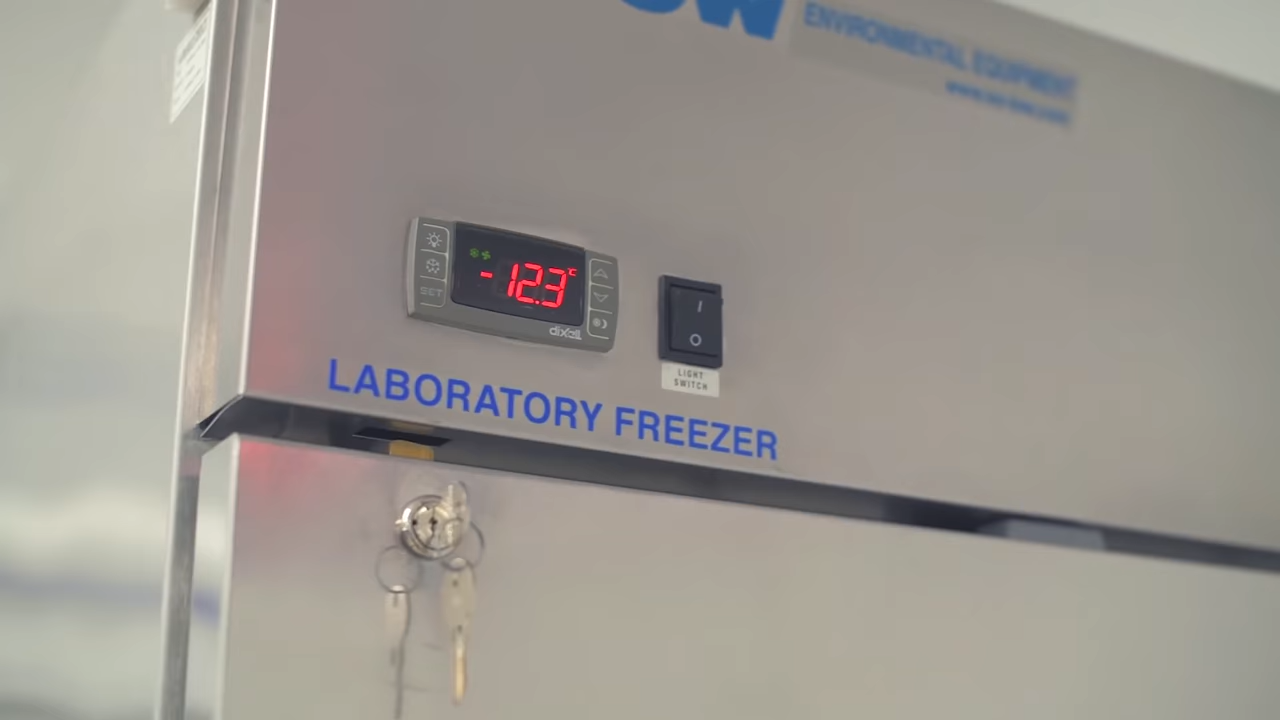 ENVIRONMENTAL EQUIPMENT
SET
-12.3°C
dixell
I
O
LIGHT
SWITCH
LABORATORY FREEZER